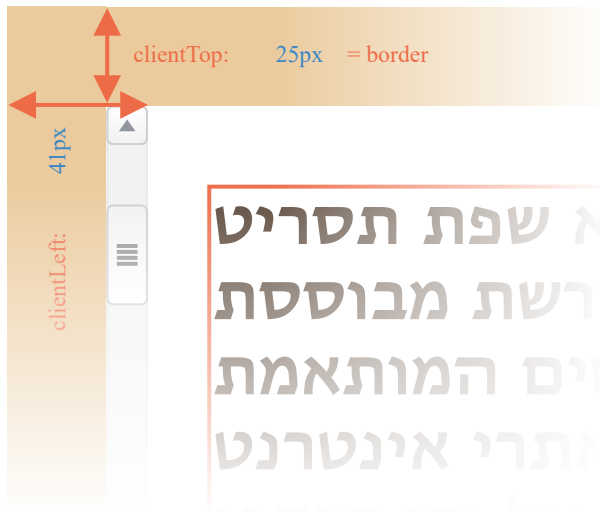 clientTop: 25px = border
41px
clientLeft:
שפת תסריט
מבוססת
המותאמת
אינטרנט